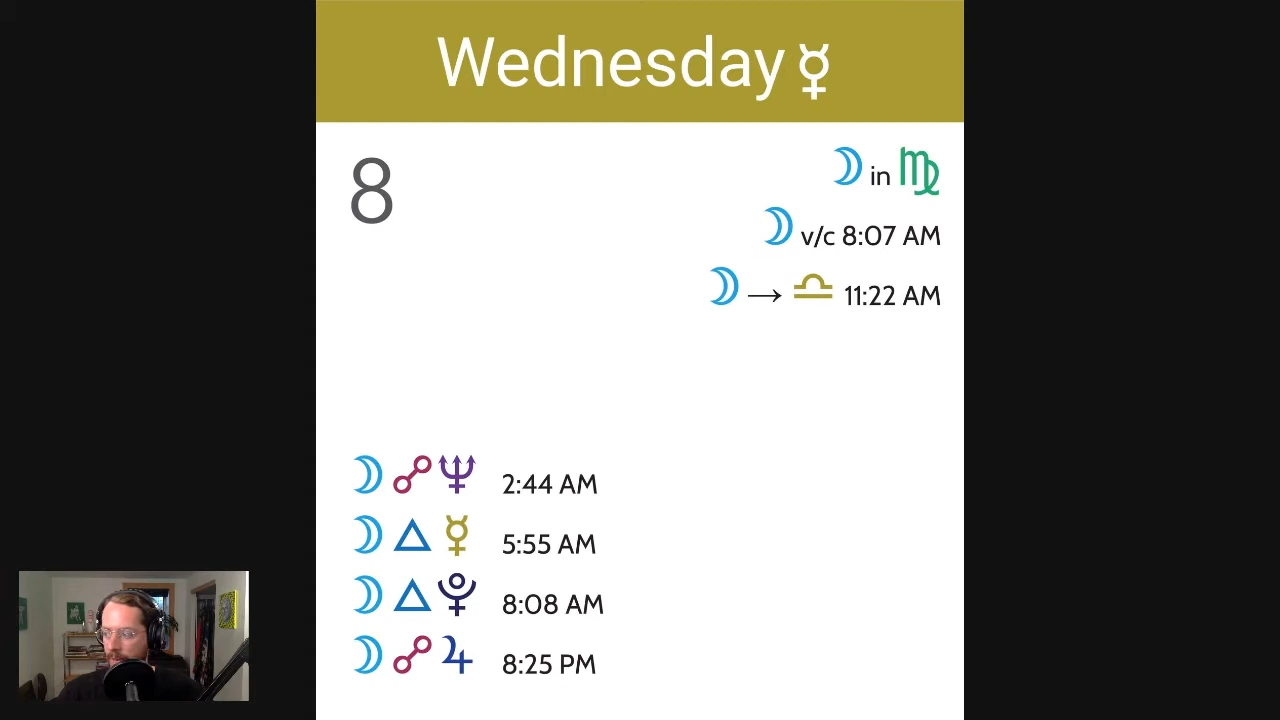 Wednesday ☿
8
☽ in ♍
☽ v/c 8:07 AM
☽ → ♎ 11:22 AM
☽ ☍ ♆ 2:44 AM
☽ △ ☿ 5:55 AM
☽ △ ⯓ 8:08 AM
☽ ☍ ♃ 8:25 PM